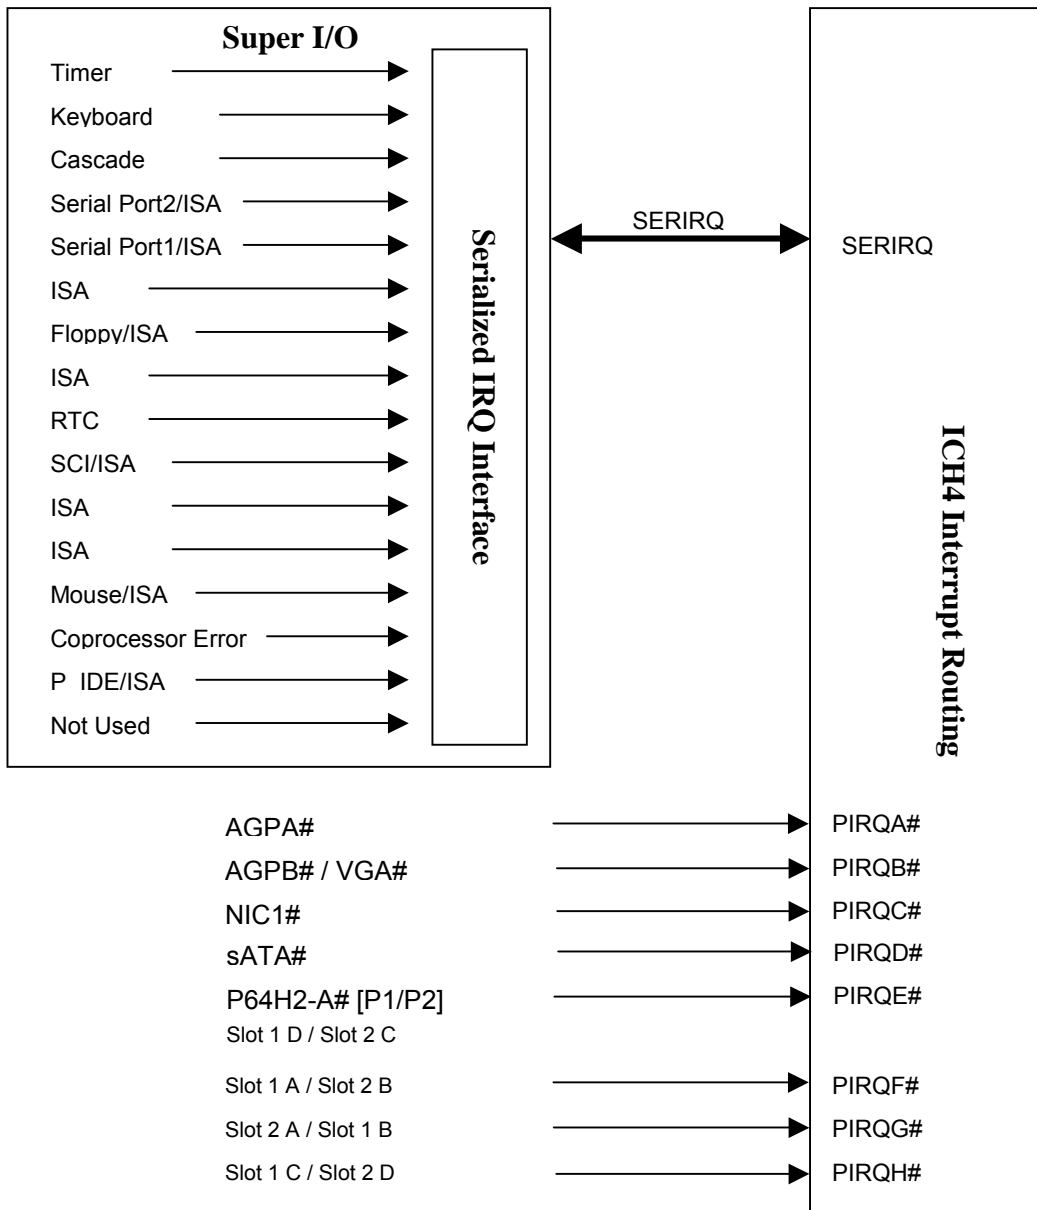 Super I/O
Timer
Keyboard
Cascade
Serial Port2/ISA
Serial Port1/ISA
ISA
Floppy/ISA
ISA
RTC
SCI/ISA
ISA
ISA
Mouse/ISA
Coprocessor Error
P IDE/ISA
Not Used
Serialized IRQ Interface
SERIRQ
SERIRQ
ICH4 Interrupt Routing
AGPA# PIRQA#
AGPB# / VGA# PIRQB#
NIC1# PIRQC#
sATA# PIRQD#
P64H2-A# [P1/P2] PIRQE#
Slot 1 D / Slot 2 C
Slot 1 A / Slot 2 B PIRQF#
Slot 2 A / Slot 1 B PIRQG#
Slot 1 C / Slot 2 D PIRQH#